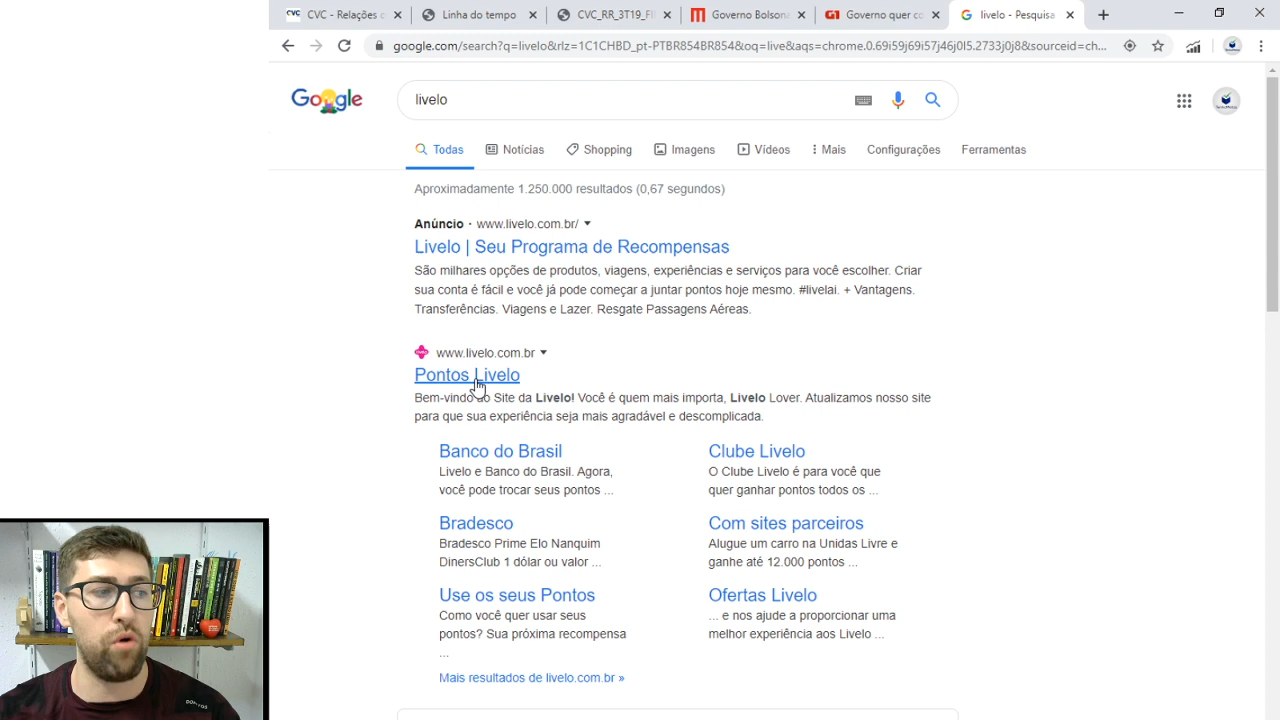 CVC - Relações c
Linha do tempo
CVC_RR_3T19_FI
Governo Bolsona
Governo quer co
livelo - Pesquisa
google.com/search?q=livelo&rlz=1C1CHBD_pt-PTBR854BR854&oq=live&aqs=chrome.0.69i59j69i57j46j0l5.2733j0j8&sourceid=ch...
Google
livelo
Todas
Notícias
Shopping
Imagens
Vídeos
Mais
Configurações
Ferramentas
Aproximadamente 1.250.000 resultados (0,67 segundos)
Anúncio · www.livelo.com.br/
Livelo | Seu Programa de Recompensas
São milhares opções de produtos, viagens, experiências e serviços para você escolher. Criar
sua conta é fácil e você já pode começar a juntar pontos hoje mesmo. #livelai. + Vantagens.
Transferências. Viagens e Lazer. Resgate Passagens Aéreas.
www.livelo.com.br
Pontos Livelo
Bem-vindo ao Site da Livelo! Você é quem mais importa, Livelo Lover. Atualizamos nosso site
para que sua experiência seja mais agradável e descomplicada.
Banco do Brasil
Livelo e Banco do Brasil. Agora,
você pode trocar seus pontos ...
Clube Livelo
O Clube Livelo é para você que
quer ganhar pontos todos os ...
Bradesco
Bradesco Prime Elo Nanquim
DinersClub 1 dólar ou valor ...
Com sites parceiros
Alugue um carro na Unidas Livre e
ganhe até 12.000 pontos ...
Use os seus Pontos
Como você quer usar seus
pontos? Sua próxima recompensa
...
Ofertas Livelo
... e nos ajude a proporcionar uma
melhor experiência aos Livelo ...
Mais resultados de livelo.com.br »